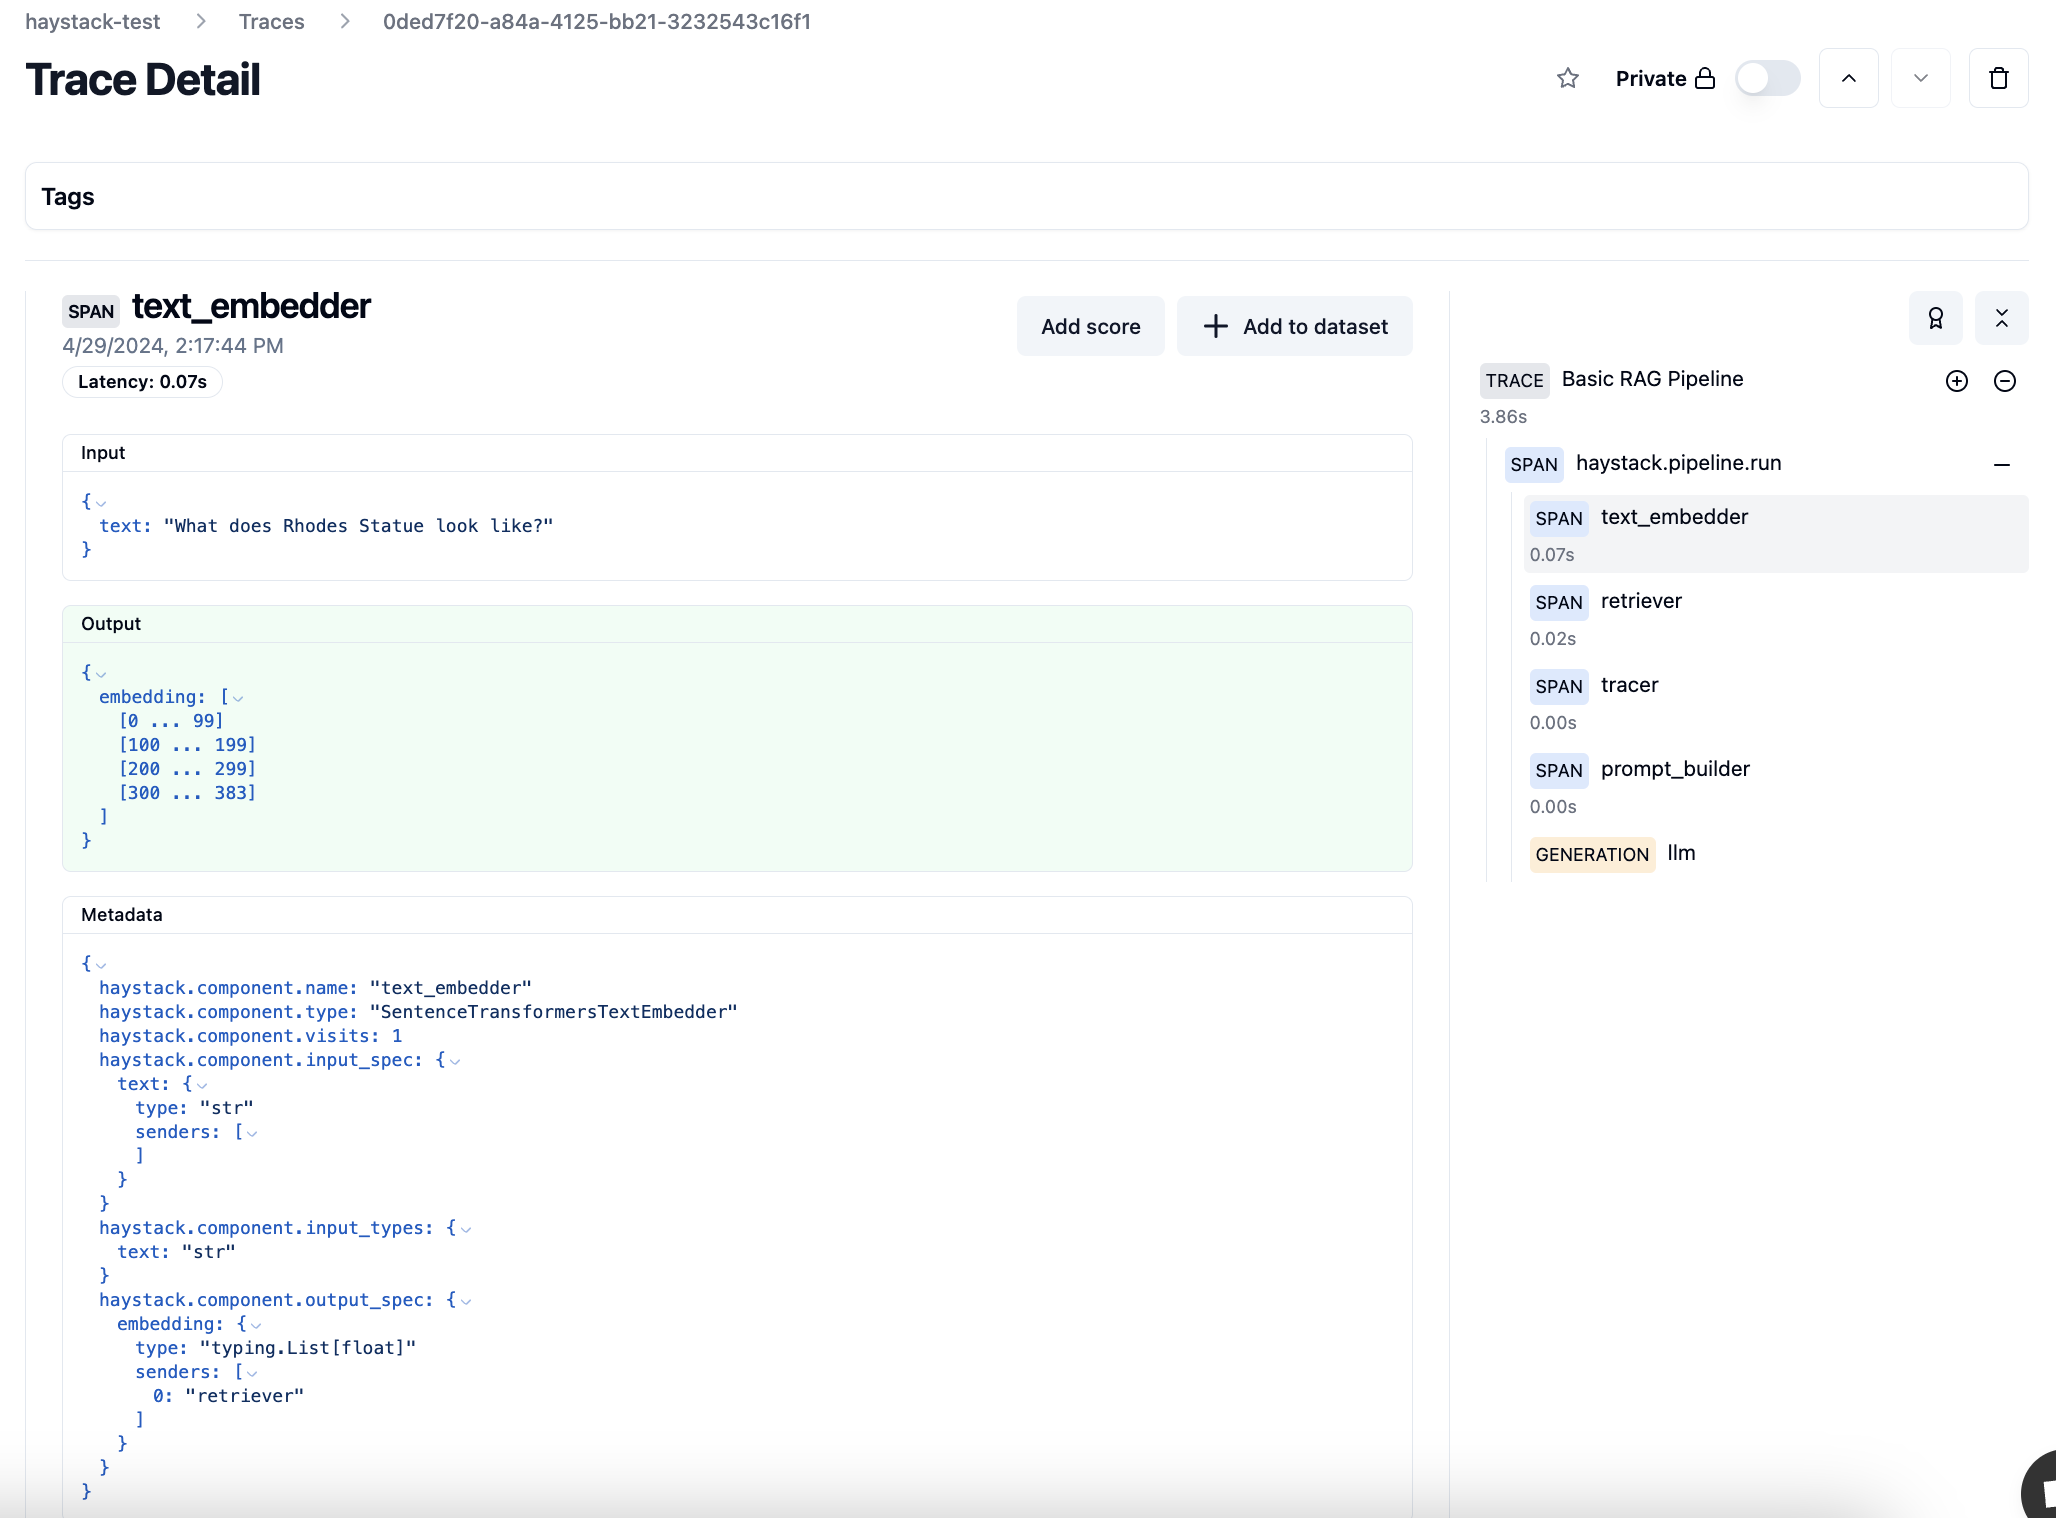 haystack-test > Traces > 0ded7f20-a84a-4125-bb21-3232543c16f1
Trace Detail
Private
Tags
SPAN text_embedder
4/29/2024, 2:17:44 PM
Latency: 0.07s
Add score
+ Add to dataset
Input
{
text: "What does Rhodes Statue look like?"
}
Output
{
embedding: [
[0 ... 99]
[100 ... 199]
[200 ... 299]
[300 ... 383]
]
}
Metadata
{
haystack.component.name: "text_embedder"
haystack.component.type: "SentenceTransformersTextEmbedder"
haystack.component.visits: 1
haystack.component.input_spec: {
text: {
type: "str"
senders: [
]
}
}
haystack.component.input_types: {
text: "str"
}
haystack.component.output_spec: {
embedding: {
type: "typing.List[float]"
senders: [
0: "retriever"
]
}
}
}
TRACE Basic RAG Pipeline
3.86s
SPAN haystack.pipeline.run
SPAN text_embedder
0.07s
SPAN retriever
0.02s
SPAN tracer
0.00s
SPAN prompt_builder
0.00s
GENERATION llm